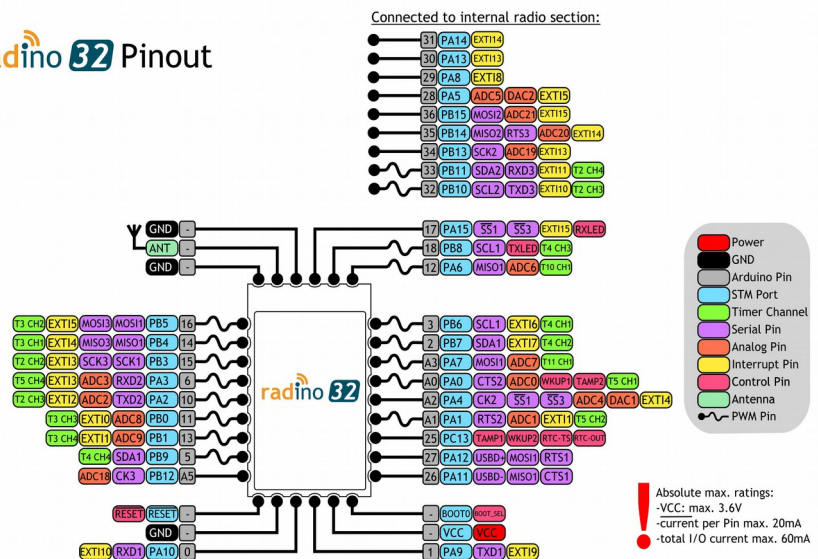 Connected to internal radio section:
dino 32 Pinout
31 PA14 EXTI14
30 PA13 EXTI13
29 PA8 EXTI8
28 PA5 ADC5 DAC2 EXTI5
36 PB15 MOSI2 ADC21 EXTI15
35 PB14 MISO2 RTS3 ADC20 EXTI14
34 PB13 SCK2 ADC19 EXTI13
33 PB11 SDA2 RXD3 EXTI11 T2 CH4
32 PB10 SCL2 TXD3 EXTI10 T2 CH3
GND -
ANT -
GND -
17 PA15 SS1 SS3 EXTI15 RXLED
18 PB8 SCL1 TXLED T4 CH3
12 PA6 MISO1 ADC6 T10 CH1
T3 CH2 EXTI5 MOSI3 MOSI1 PB5 16
T3 CH1 EXTI4 MISO3 MISO1 PB4 14
T2 CH2 EXTI3 SCK3 SCK1 PB3 15
T5 CH4 EXTI3 ADC3 RXD2 PA3 6
T2 CH3 EXTI2 ADC2 TXD2 PA2 10
T3 CH3 EXTI0 ADC8 PB0 11
T3 CH4 EXTI1 ADC9 PB1 13
T4 CH4 SDA1 PB9 5
ADC18 CK3 PB12 A5
radino 32
3 PB6 SCL1 EXTI6 T4 CH1
2 PB7 SDA1 EXTI7 T4 CH2
A3 PA7 MOSI1 ADC7 T11 CH1
A0 PA0 CTS2 ADC0 WKUP1 TAMP2 T5 CH1
A2 PA4 CK2 SS1 SS3 ADC4 DAC1 EXTI4
A1 PA1 RTS2 ADC1 EXTI1 T5 CH2
25 PC13 TAMP1 WKUP2 RTC-TS RTC-OUT
27 PA12 USBD+ MOSI1 RTS1
26 PA11 USBD- MISO1 CTS1
RESET RESET -
GND -
EXTI10 RXD1 PA10 0
- BOOT0 BOOT_SEL
- VCC VCC
1 PA9 TXD1 EXTI9
Power
GND
Arduino Pin
STM Port
Timer Channel
Serial Pin
Analog Pin
Interrupt Pin
Control Pin
Antenna
PWM Pin
! Absolute max. ratings:
-VCC: max. 3.6V
-current per Pin max. 20mA
-total I/O current max. 60mA